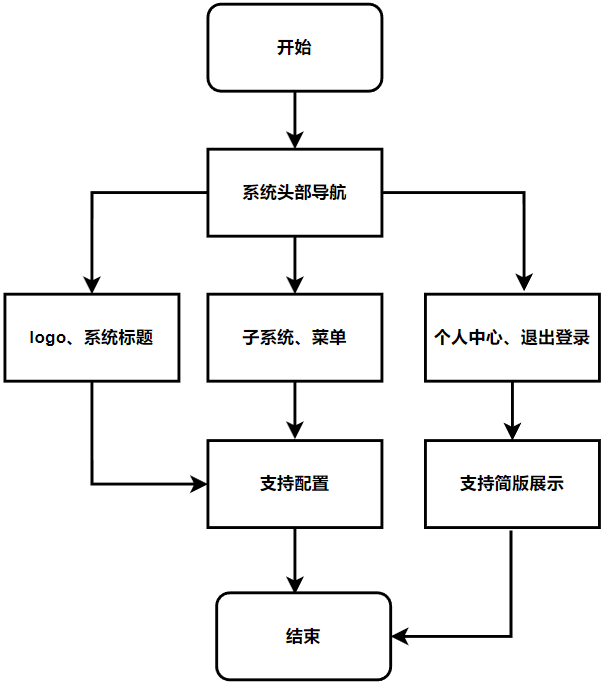 开始
系统头部导航
logo、系统标题
子系统、菜单
个人中心、退出登录
支持配置
支持简版展示
结束